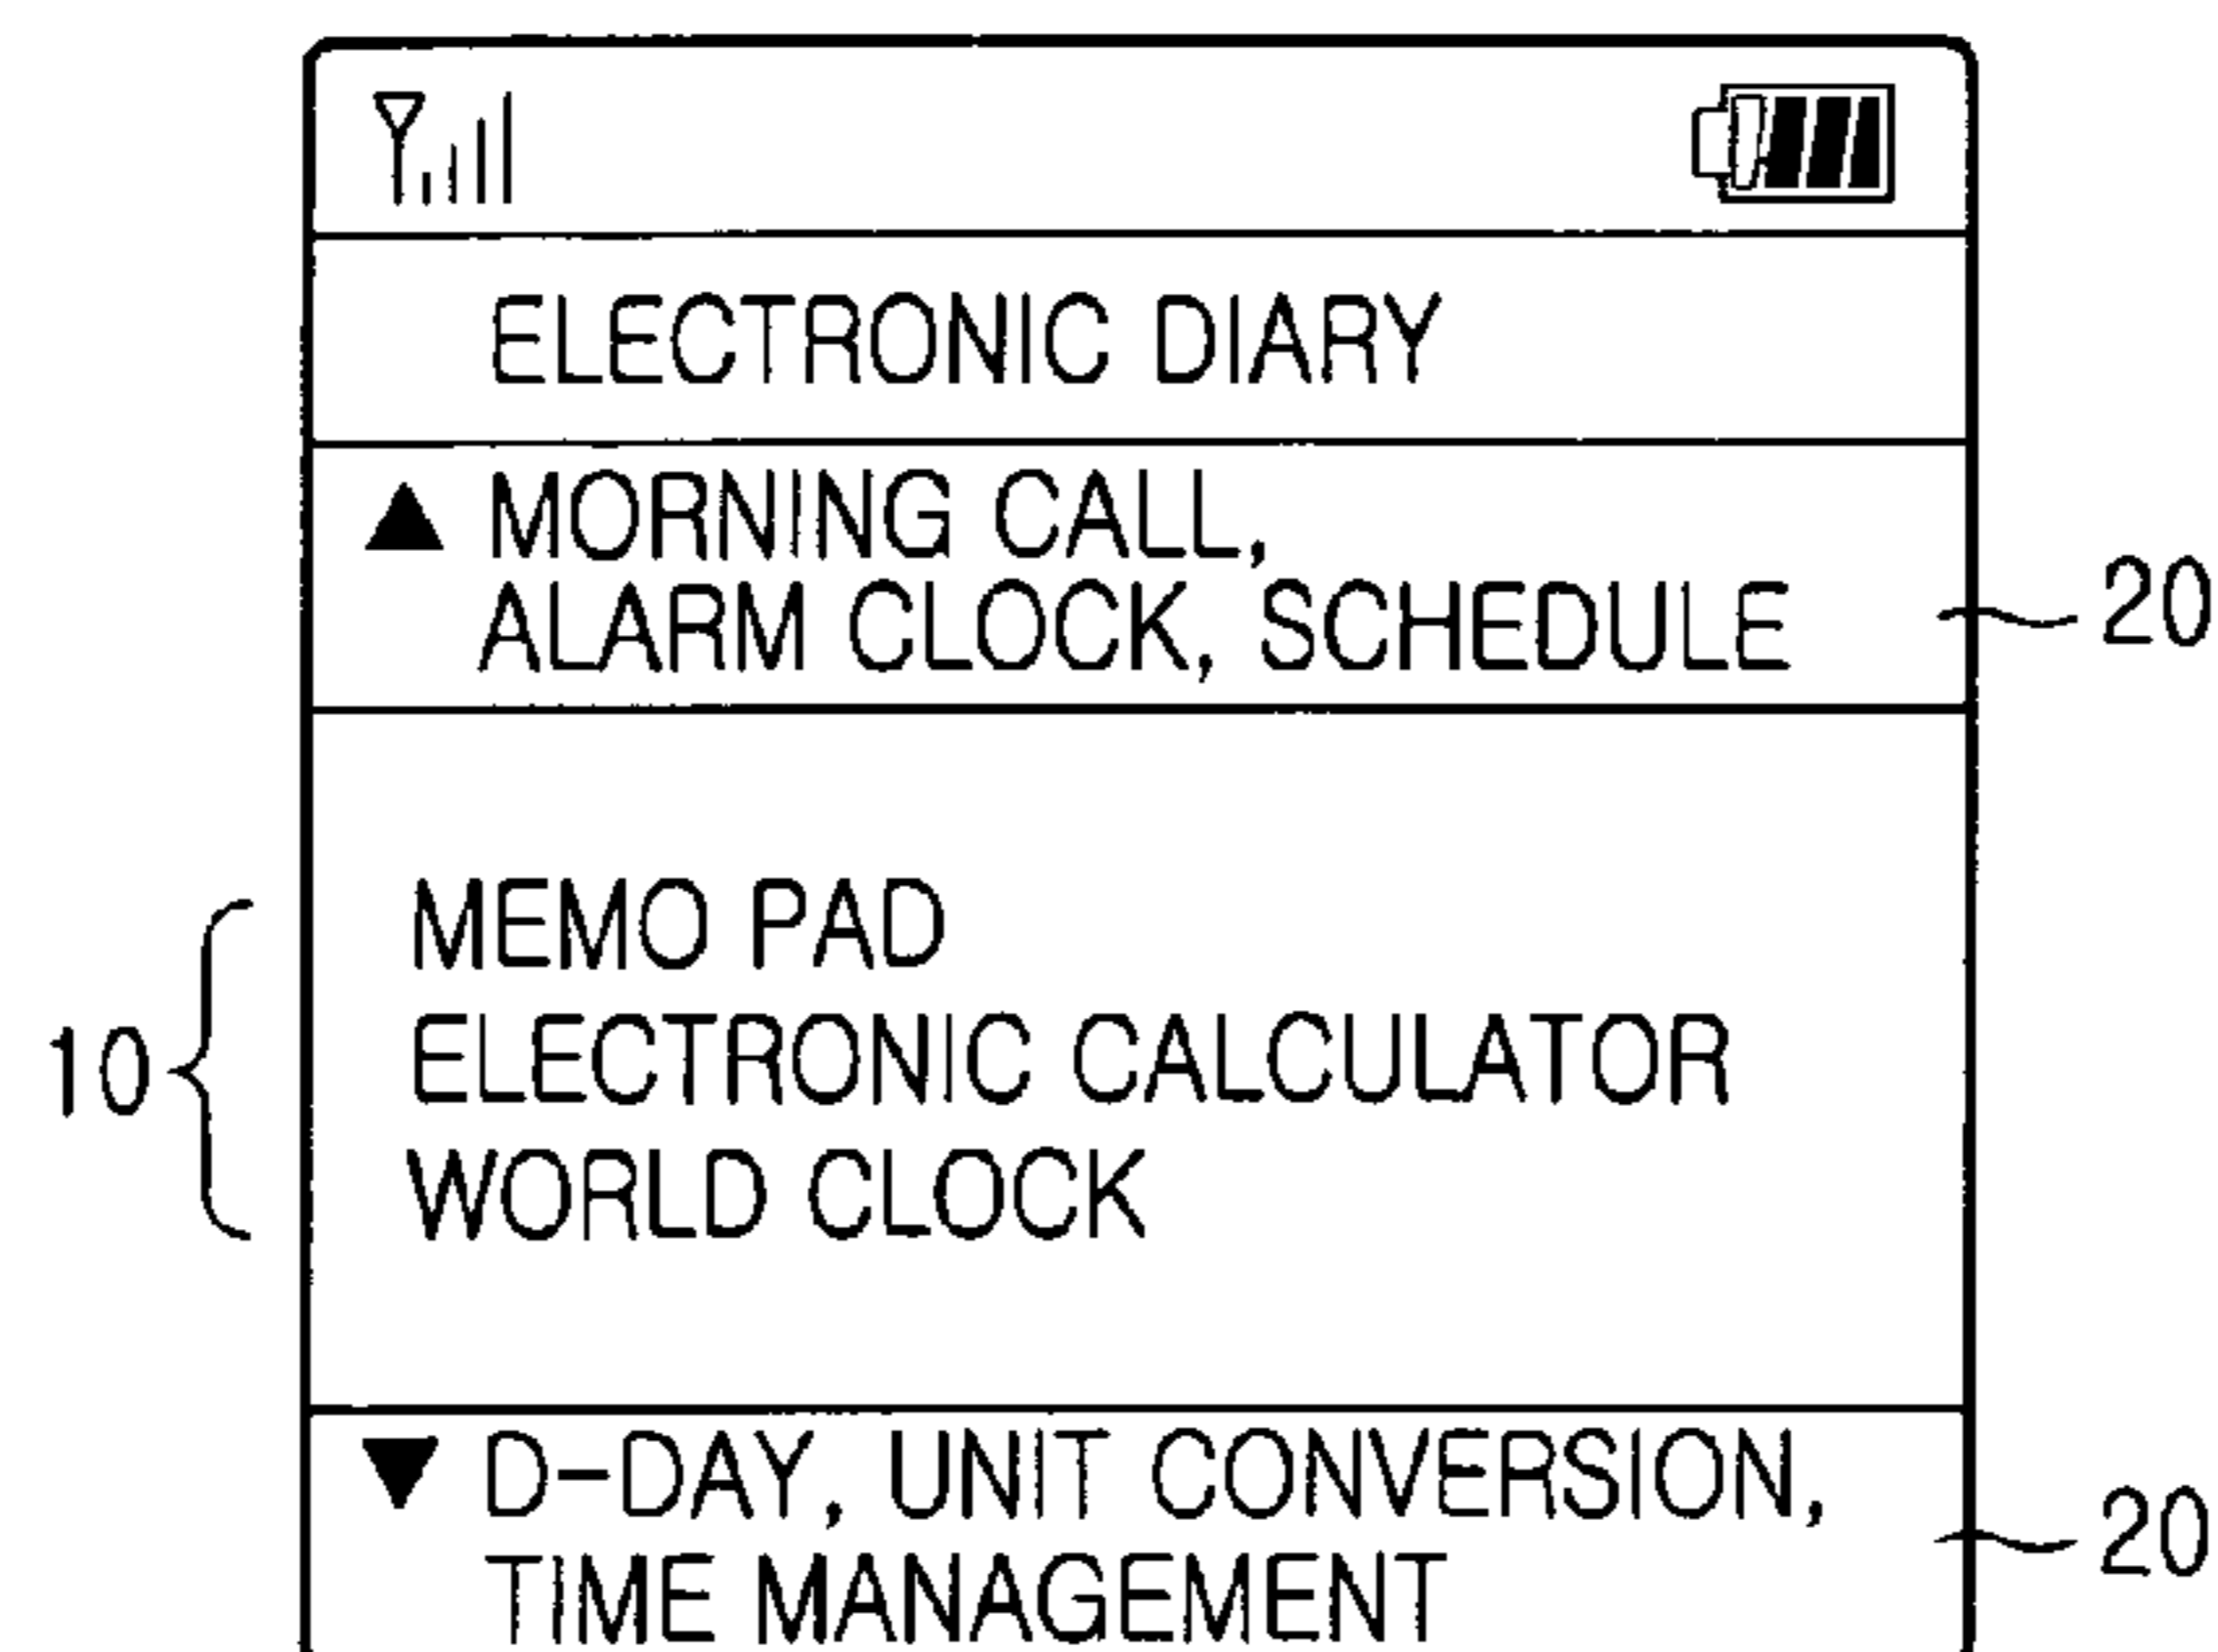 ELECTRONIC DIARY
▲ MORNING CALL,
ALARM CLOCK, SCHEDULE
20
MEMO PAD
ELECTRONIC CALCULATOR
WORLD CLOCK
10
▼ D-DAY, UNIT CONVERSION,
TIME MANAGEMENT
20